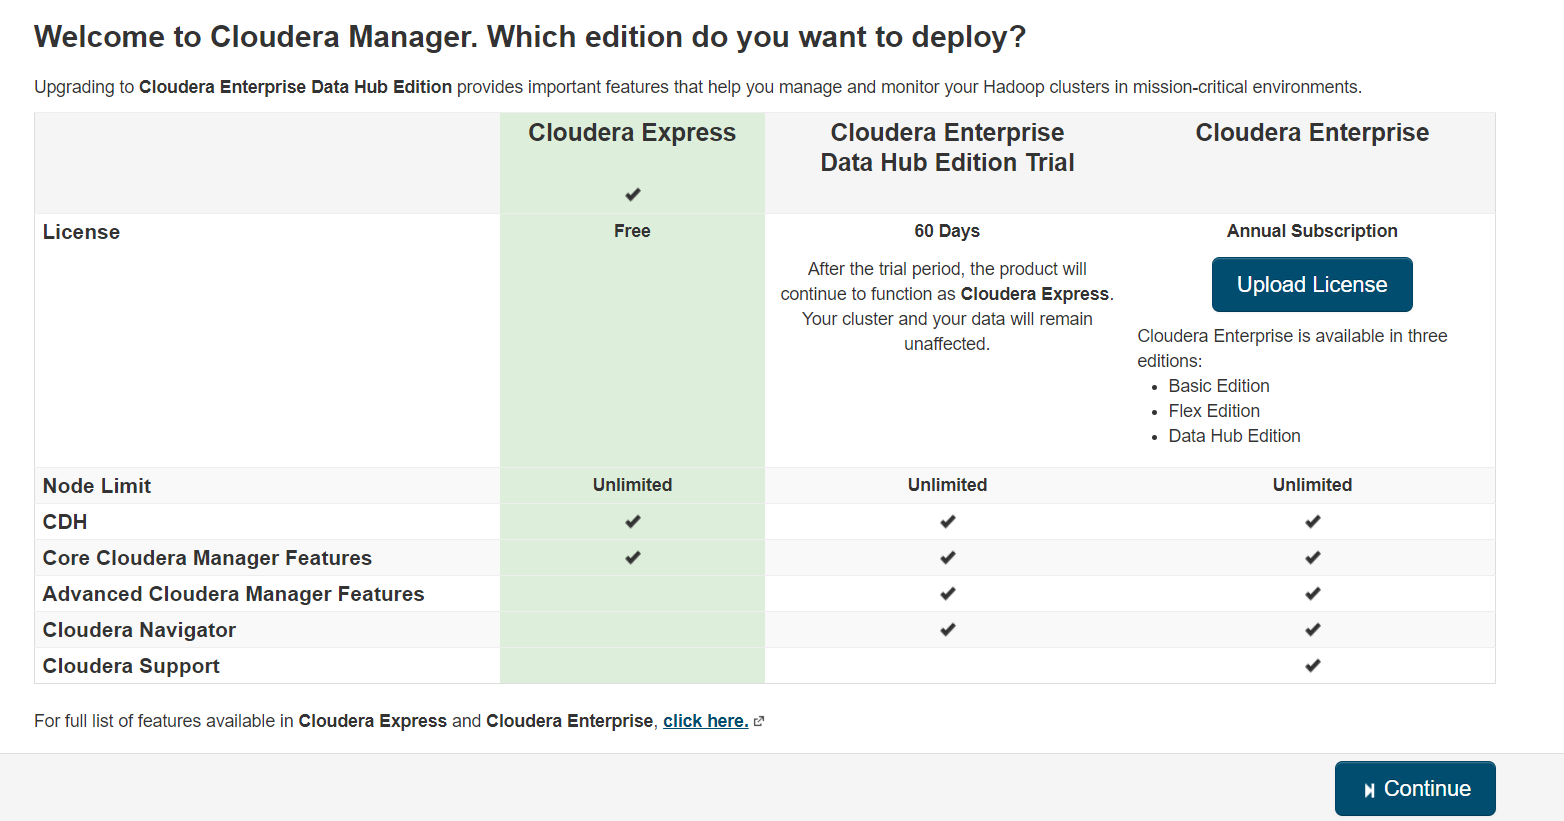 Welcome to Cloudera Manager. Which edition do you want to deploy?
Upgrading to Cloudera Enterprise Data Hub Edition provides important features that help you manage and monitor your Hadoop clusters in mission-critical environments.
Cloudera Express
Cloudera Enterprise
Data Hub Edition Trial
Cloudera Enterprise
License
Free
60 Days
After the trial period, the product will
continue to function as Cloudera Express.
Your cluster and your data will remain
unaffected.
Annual Subscription
Upload License
Cloudera Enterprise is available in three
editions:
• Basic Edition
• Flex Edition
• Data Hub Edition
Node Limit Unlimited Unlimited Unlimited
CDH
Core Cloudera Manager Features
Advanced Cloudera Manager Features
Cloudera Navigator
Cloudera Support
For full list of features available in Cloudera Express and Cloudera Enterprise, click here.
Continue